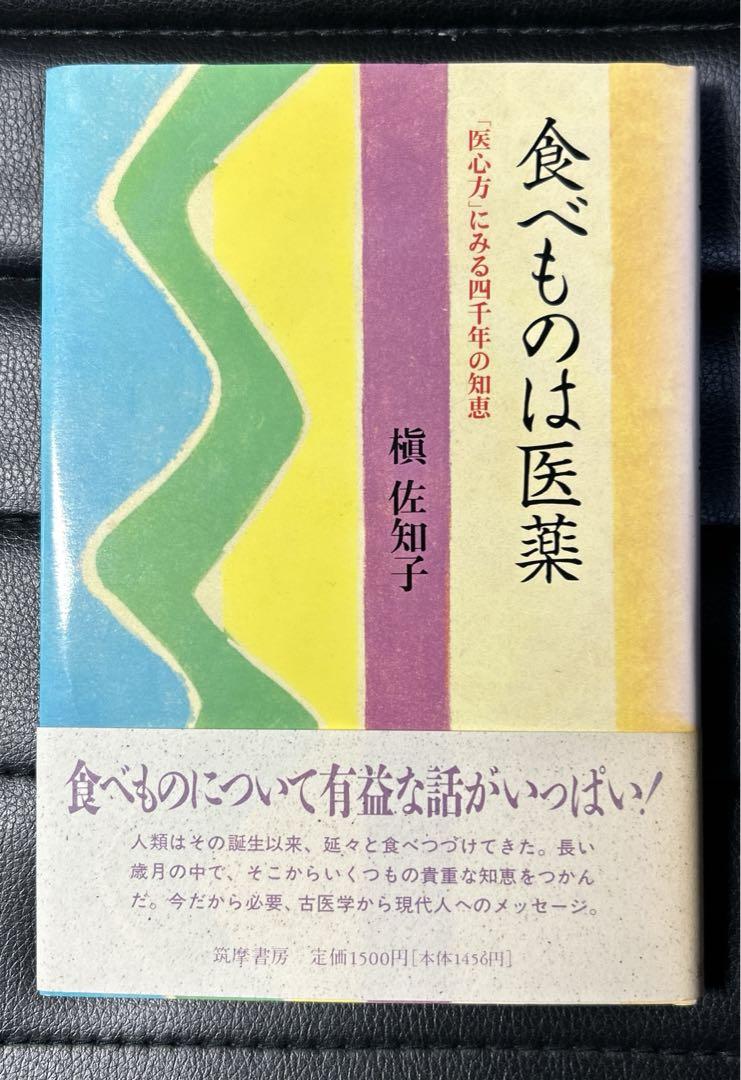 食べものは医薬
「医心方」にみる四千年の知恵
槇 佐知子
食べものについて有益な話がいっぱい!
人類はその誕生以来、延々と食べつづけてきた。長い
歳月の中で、そこからいくつもの貴重な知恵をつかん
だ。今だから必要、古医学から現代人へのメッセージ。
筑摩書房 定価1500円[本体1456円]